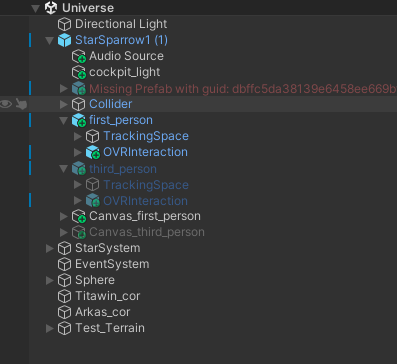 Universe
Directional Light
StarSparrow1 (1)
Audio Source
cockpit_light
Missing Prefab with guid: dbffc5da38139e6458ee669b
Collider
first_person
TrackingSpace
OVRInteraction
third_person
TrackingSpace
OVRInteraction
Canvas_first_person
Canvas_third_person
StarSystem
EventSystem
Sphere
Titawin_cor
Arkas_cor
Test_Terrain